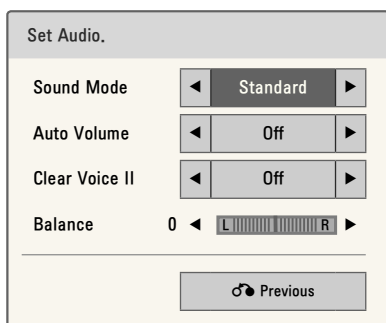 Set Audio.
Sound Mode ◀ Standard ▶
Auto Volume ◀ Off ▶
Clear Voice II ◀ Off ▶
Balance 0 ◀ L R ▶
Previous